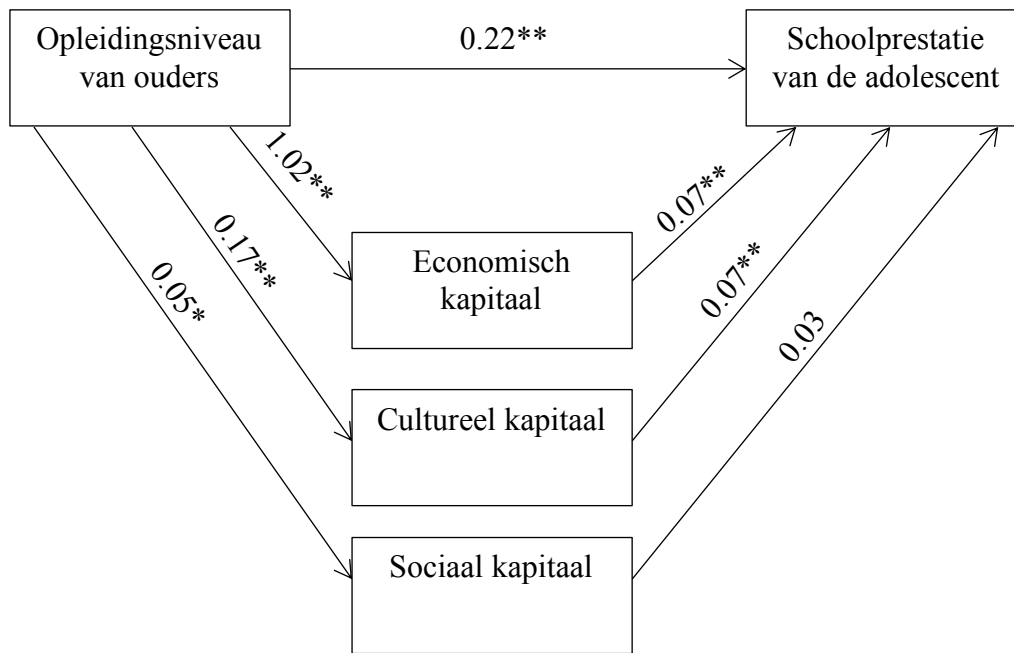 Opleidingsniveau
van ouders
0.22**
Schoolprestatie
van de adolescent
1.02**
0.07**
0.17**
0.07**
0.05*
0.03
Economisch
kapitaal
Cultureel kapitaal
Sociaal kapitaal